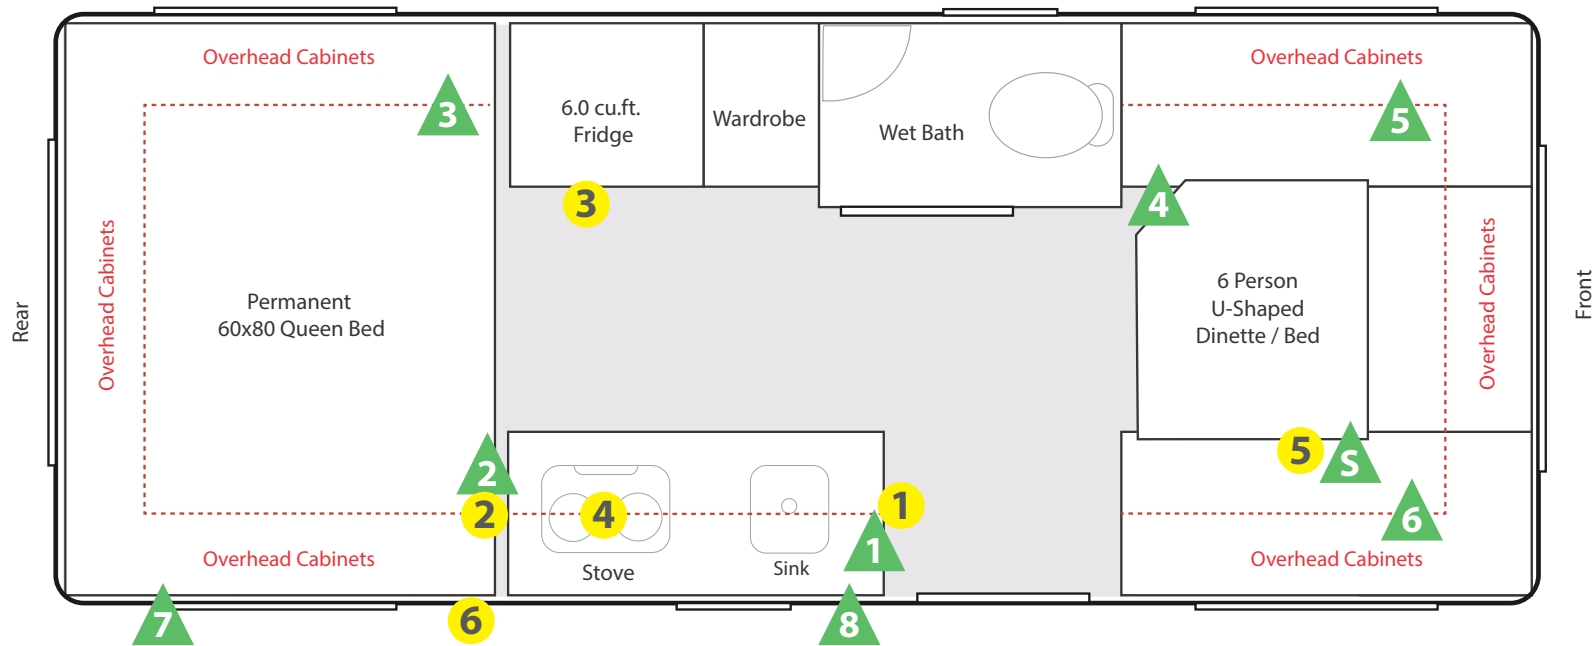 Overhead Cabinets
Overhead Cabinets
3
6.0 cu.ft.
Fridge
Wardrobe
Wet Bath
5
3
4
Rear
Overhead Cabinets
Permanent
60x80 Queen Bed
6 Person
U-Shaped
Dinette / Bed
Overhead Cabinets
Front
2
2
4
1
1
5
S
6
Overhead Cabinets
Stove
Sink
Overhead Cabinets
7
6
8